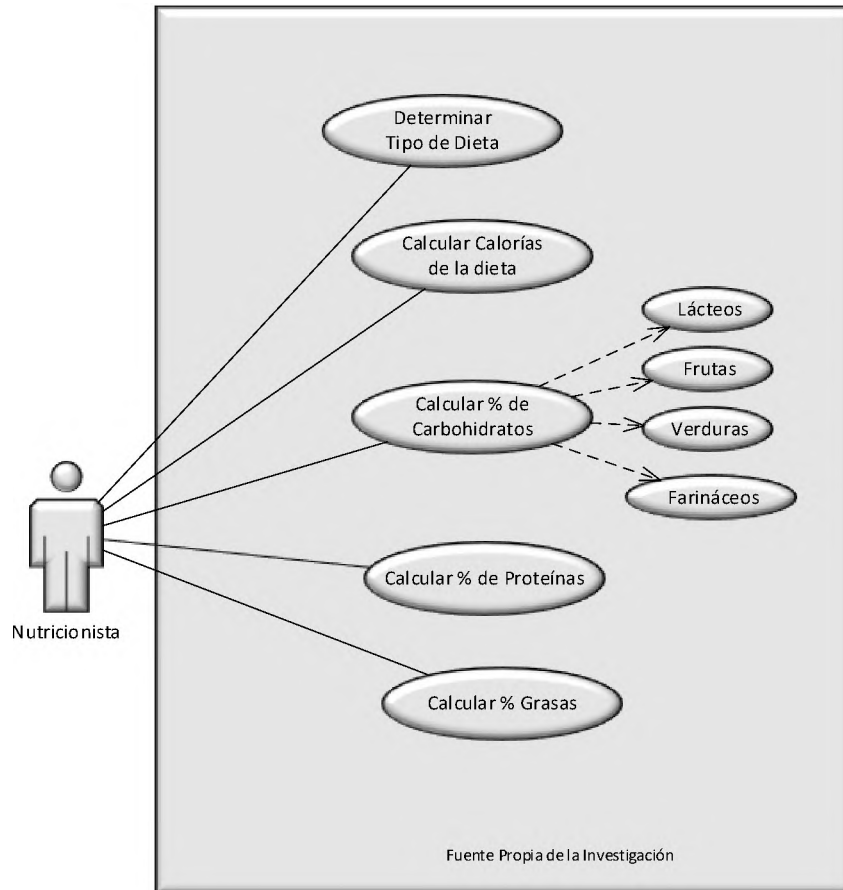 Determinar
Tipo de Dieta
Calcular Calorías
de la dieta
Lácteos
Frutas
Calcular % de
Carbohidratos
Verduras
Farináceos
Calcular % de Proteínas
Nutricionista
Calcular % Grasas
Fuente Propia de la Investigación